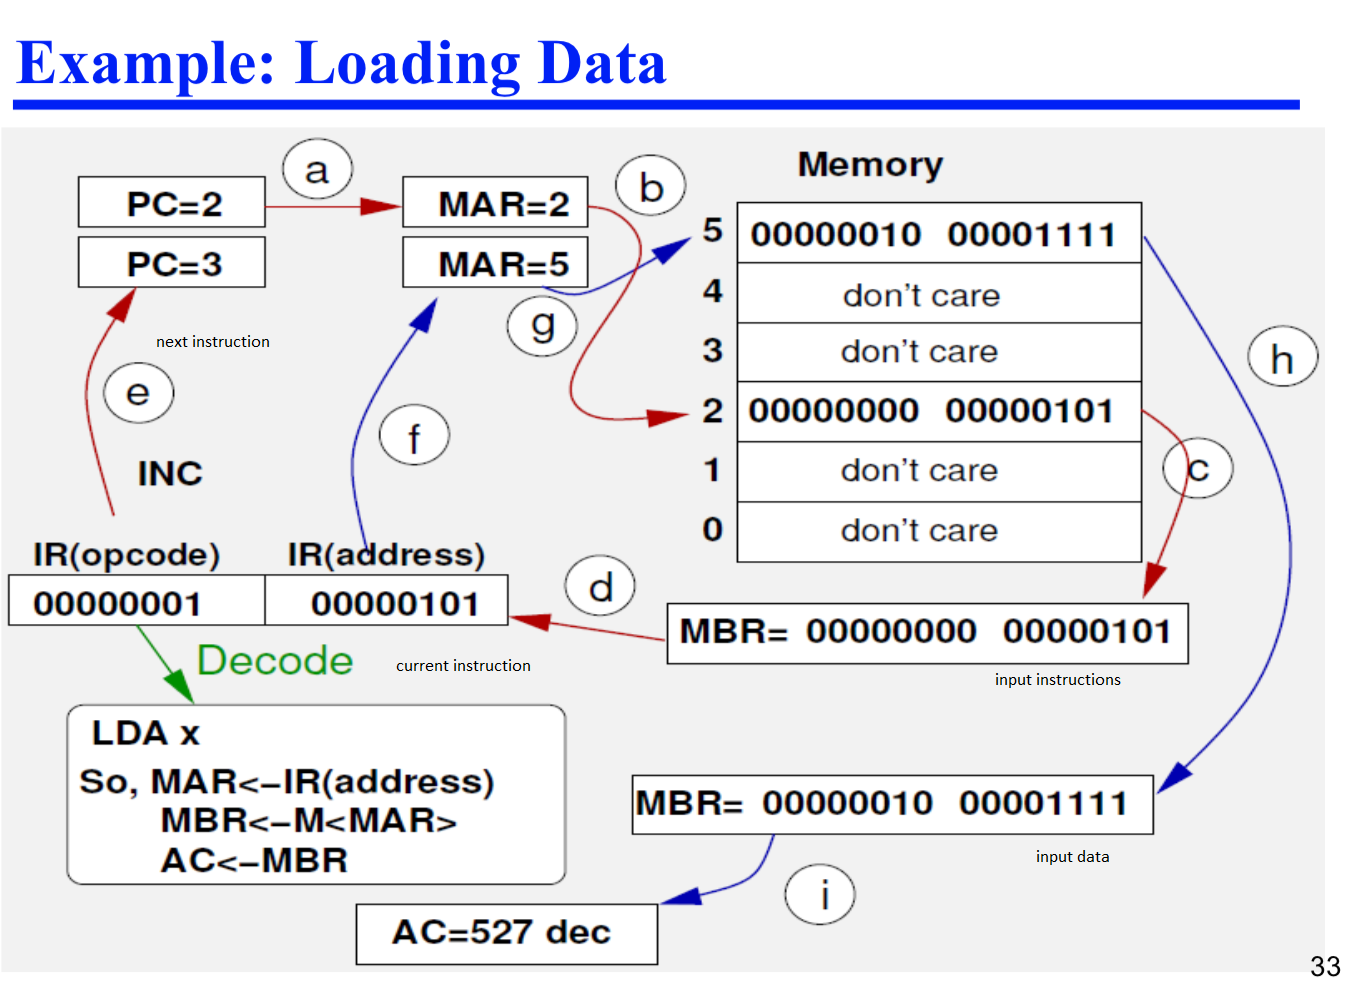 Example: Loading Data
a
PC=2
MAR=2
b
Memory
PC=3
MAR=5
5 00000010 00001111
4 don't care
next instruction
g
3 don't care
h
e
2 00000000 00000101
f
INC
1 don't care
c
0 don't care
IR(opcode) IR(address)
00000001 00000101
d
MBR= 00000000 00000101
Decode
current instruction
input instructions
LDA x
So, MAR<–IR(address)
MBR<–M<MAR>
AC<–MBR
MBR= 00000010 00001111
input data
i
AC=527 dec
33